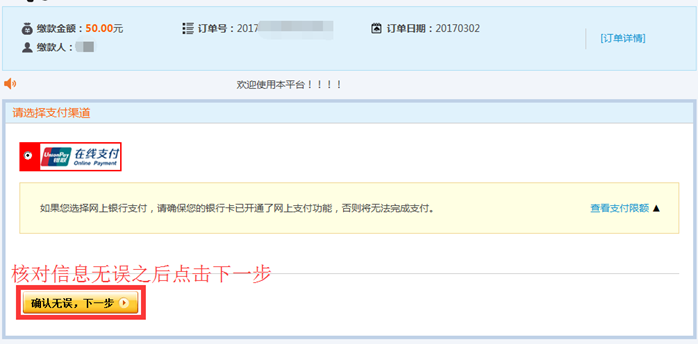 缴款金额：50.00元 订单号：2017 订单日期：20170302 [订单详情]
缴款人：
欢迎使用本平台！！！！
请选择支付渠道
UnionPay 银联 在线支付 Online Payment
如果您选择网上银行支付，请确保您的银行卡已开通了网上支付功能，否则将无法完成支付。 查看支付限额 ▲
核对信息无误之后点击下一步
确认无误，下一步